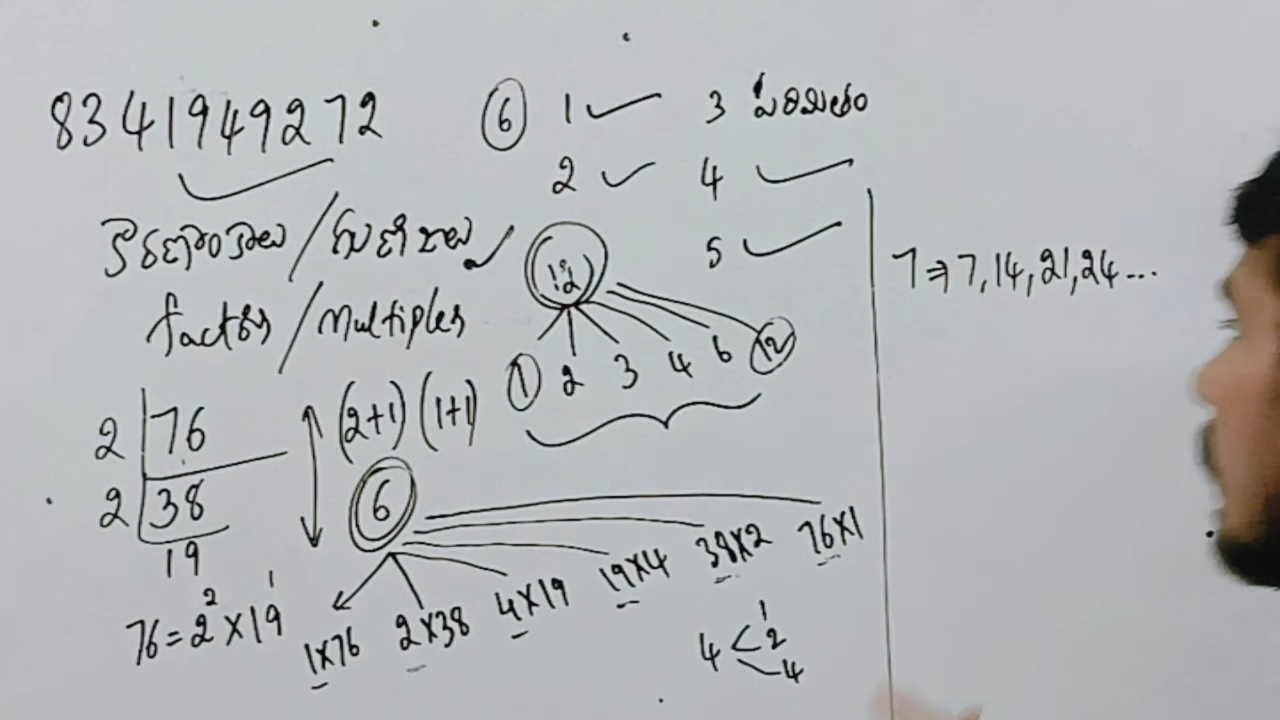 8341949272
6 1 3 పరిమితం
2 4
5
కారణాంకాలు / గుణిజాలు
factors / multiples
12
1 2 3 4 6 12
2 76
2 38
19
(2+1) (1+1)
6
76 = 2² × 19¹
1×76 2×38 4×19 19×4 38×2 76×1
4 < 1 2 4
7 ⇒ 7, 14, 21, 24 ...